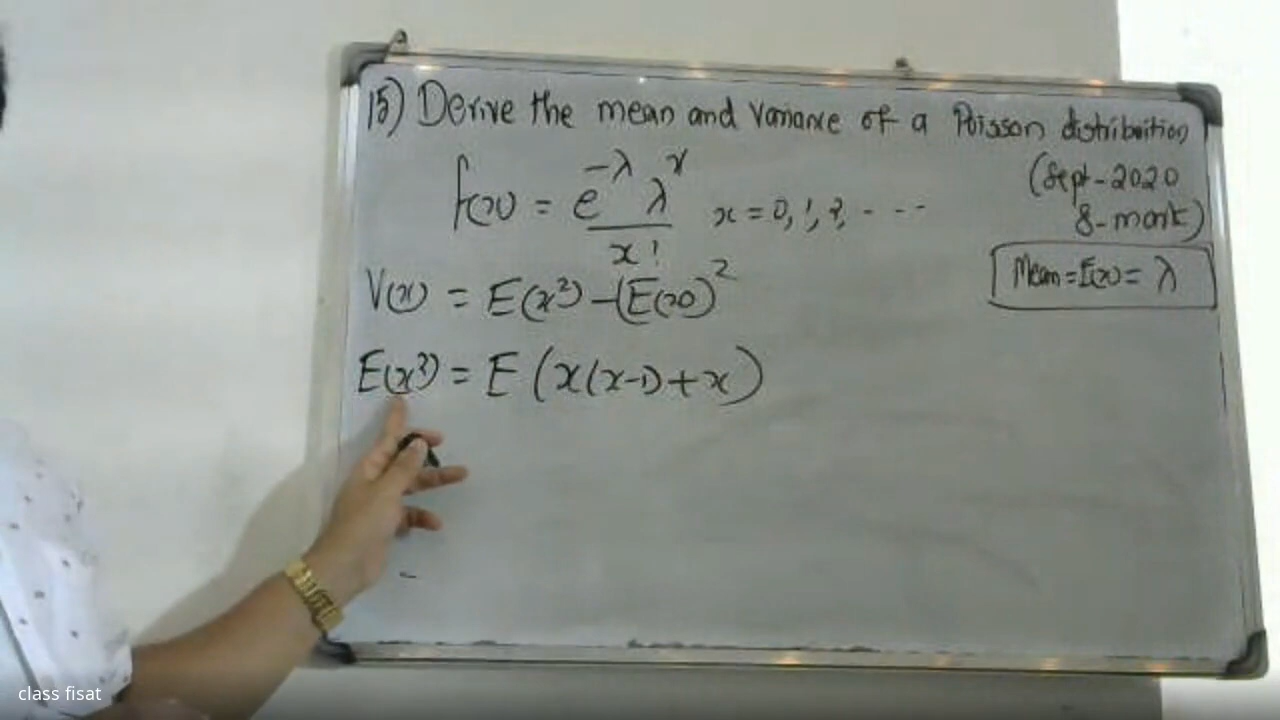 15) Derive the mean and Variance of a Poisson distribution
(Sept-2020
8-mark)
f(x) = e^{-λ} λ^x / x! x = 0, 1, 2, - - -
Mean = E(x) = λ
V(x) = E(x²) - (E(x))²
E(x²) = E (x(x-1)+x)
class fisat